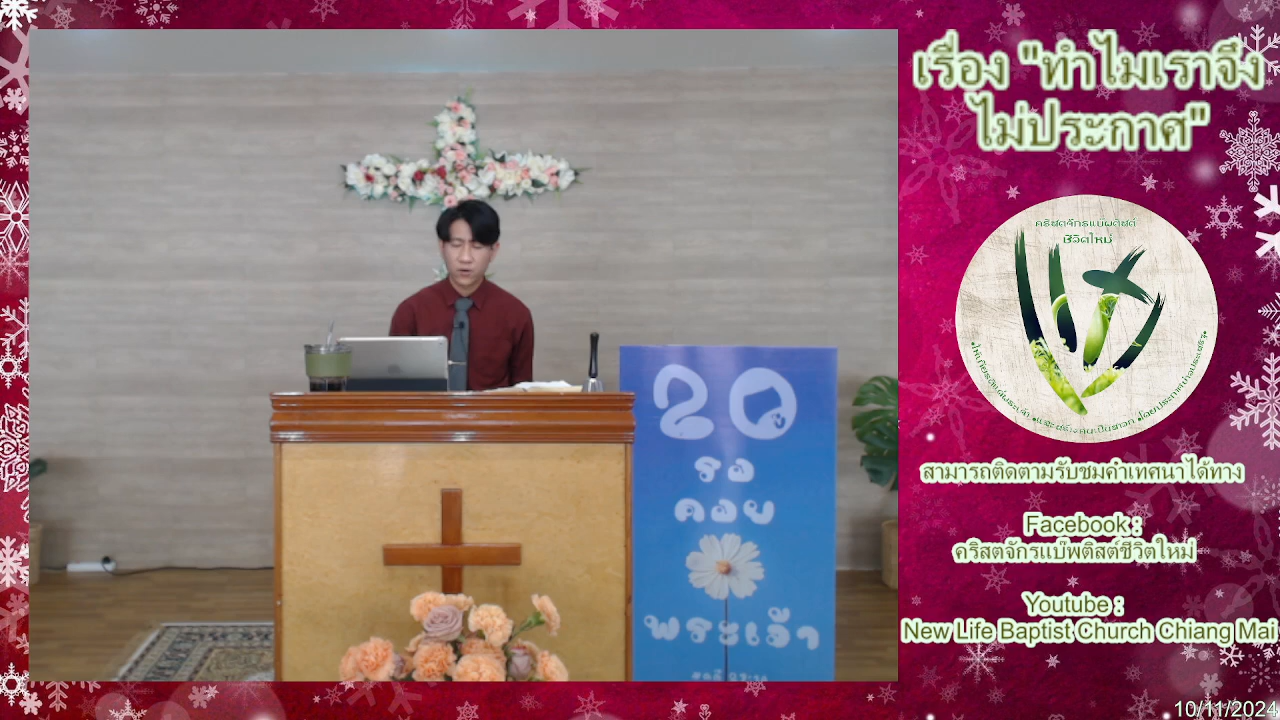 เรื่อง "ทำไมเราจึง
ไม่ประกาศ"
คริสตจักรแบ๊พติสต์
ชีวิตใหม่
สามารถติดตามรับชมคำเทศนาได้ทาง
Facebook :
คริสตจักรแบ๊พติสต์ชีวิตใหม่
Youtube :
New Life Baptist Church Chiang Mai
20
รอ
คอย
พระเจ้า
10/11/2024